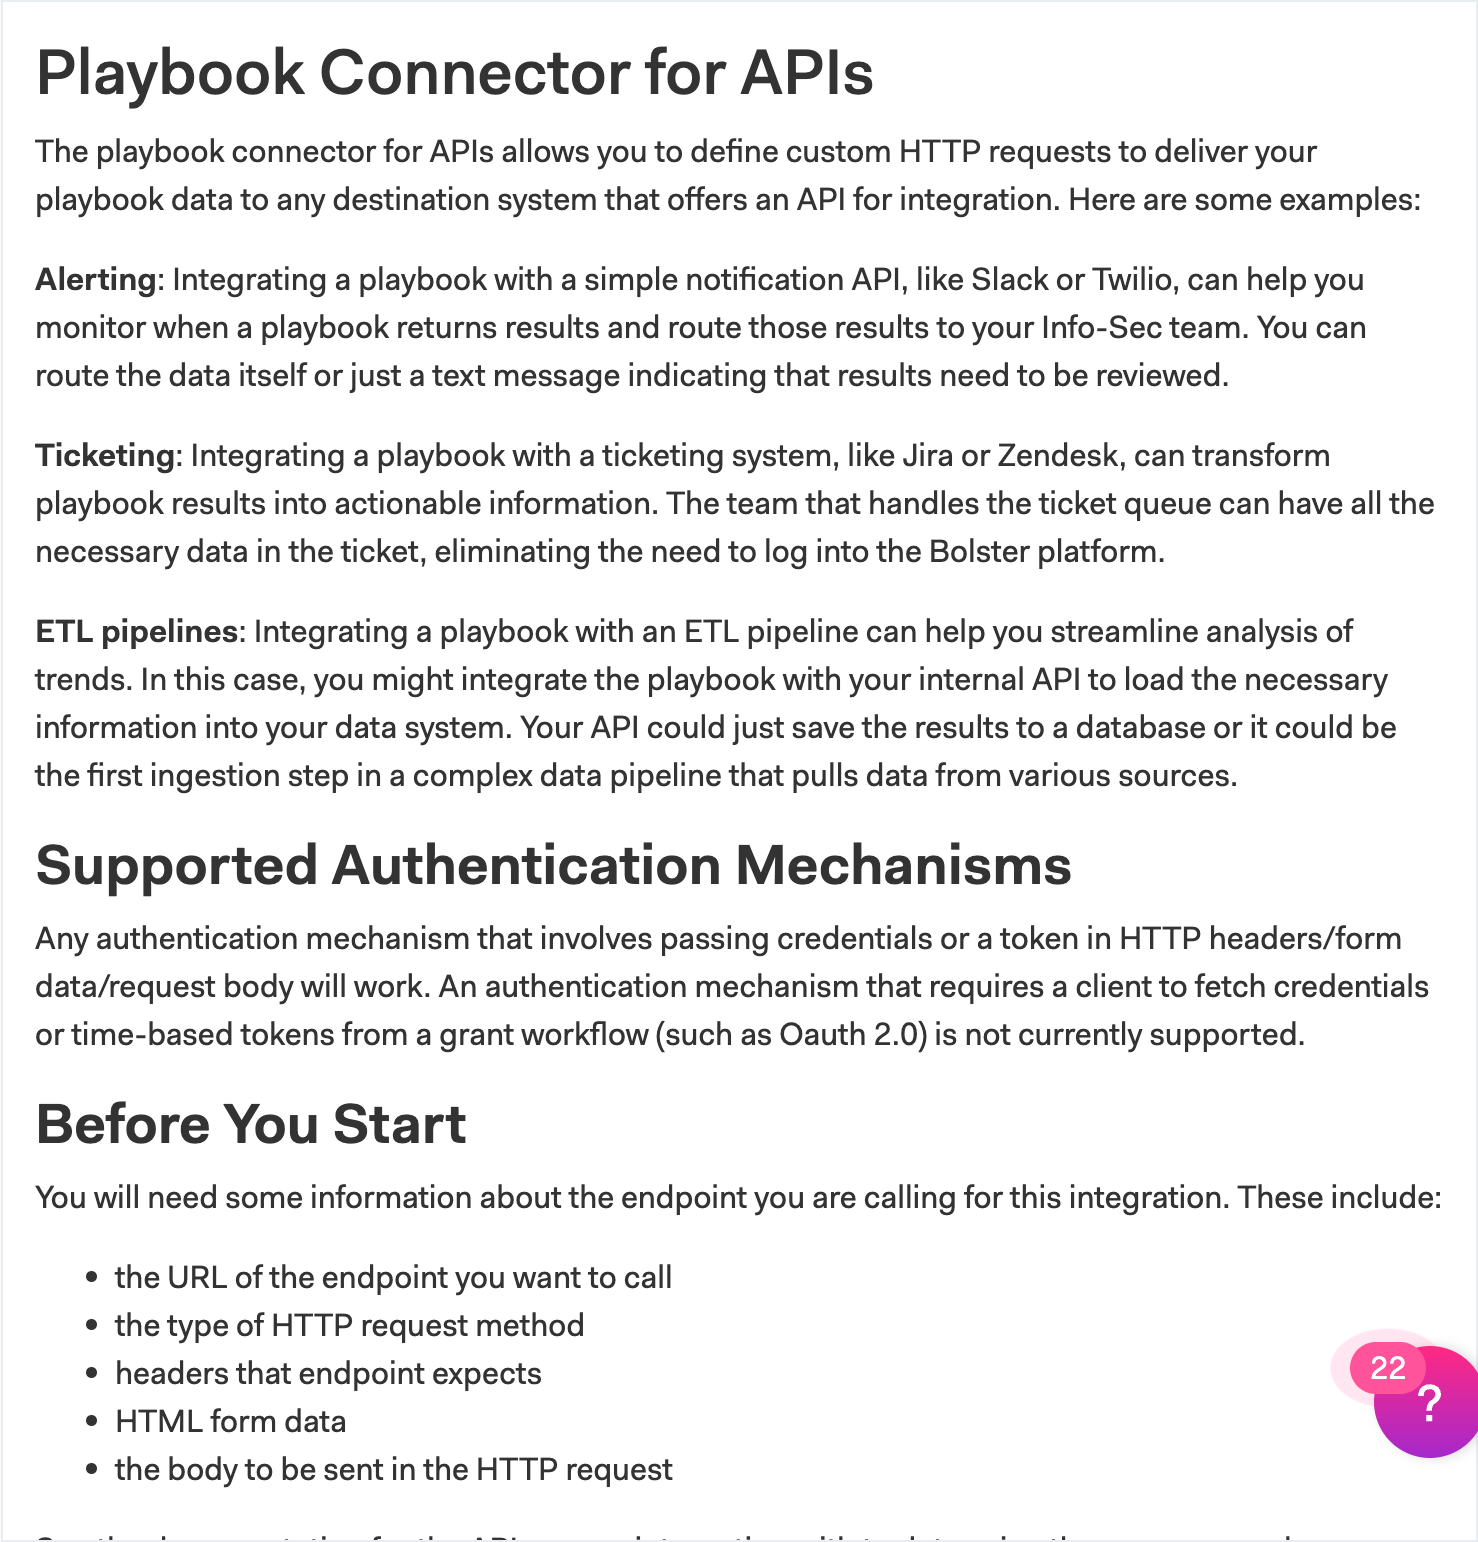 Playbook Connector for APIs
The playbook connector for APIs allows you to define custom HTTP requests to deliver your
playbook data to any destination system that offers an API for integration. Here are some examples:
Alerting: Integrating a playbook with a simple notification API, like Slack or Twilio, can help you
monitor when a playbook returns results and route those results to your Info-Sec team. You can
route the data itself or just a text message indicating that results need to be reviewed.
Ticketing: Integrating a playbook with a ticketing system, like Jira or Zendesk, can transform
playbook results into actionable information. The team that handles the ticket queue can have all the
necessary data in the ticket, eliminating the need to log into the Bolster platform.
ETL pipelines: Integrating a playbook with an ETL pipeline can help you streamline analysis of
trends. In this case, you might integrate the playbook with your internal API to load the necessary
information into your data system. Your API could just save the results to a database or it could be
the first ingestion step in a complex data pipeline that pulls data from various sources.
Supported Authentication Mechanisms
Any authentication mechanism that involves passing credentials or a token in HTTP headers/form
data/request body will work. An authentication mechanism that requires a client to fetch credentials
or time-based tokens from a grant workflow (such as Oauth 2.0) is not currently supported.
Before You Start
You will need some information about the endpoint you are calling for this integration. These include:
• the URL of the endpoint you want to call
• the type of HTTP request method
• headers that endpoint expects
• HTML form data
• the body to be sent in the HTTP request
22
?